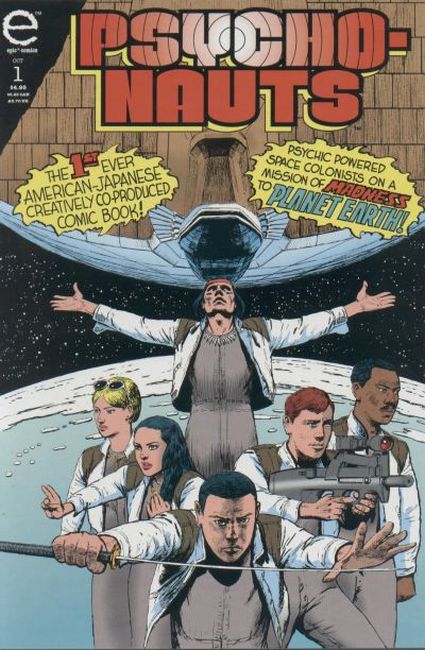 e
epic comics
OCT
1
$4.95
PSYCHO-
NAUTS
THE 1ST EVER
AMERICAN-JAPANESE
CREATIVELY CO-PRODUCED
COMIC BOOK!
PSYCHIC POWERED
SPACE COLONISTS ON A
MISSION OF MADNESS
TO PLANET EARTH!